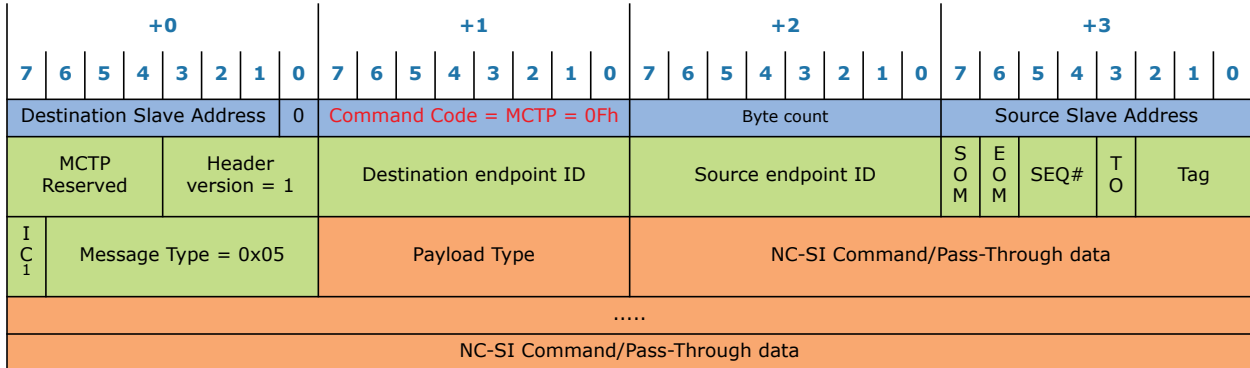 +0 +1 +2 +3
7 6 5 4 3 2 1 0 7 6 5 4 3 2 1 0 7 6 5 4 3 2 1 0 7 6 5 4 3 2 1 0
Destination Slave Address 0 Command Code = MCTP = 0Fh Byte count Source Slave Address
MCTP
Reserved
Header
version = 1
Destination endpoint ID
Source endpoint ID
S
O
M
E
O
M
SEQ#
T
O
Tag
I
C
1
Message Type = 0x05
Payload Type
NC-SI Command/Pass-Through data
.....
NC-SI Command/Pass-Through data